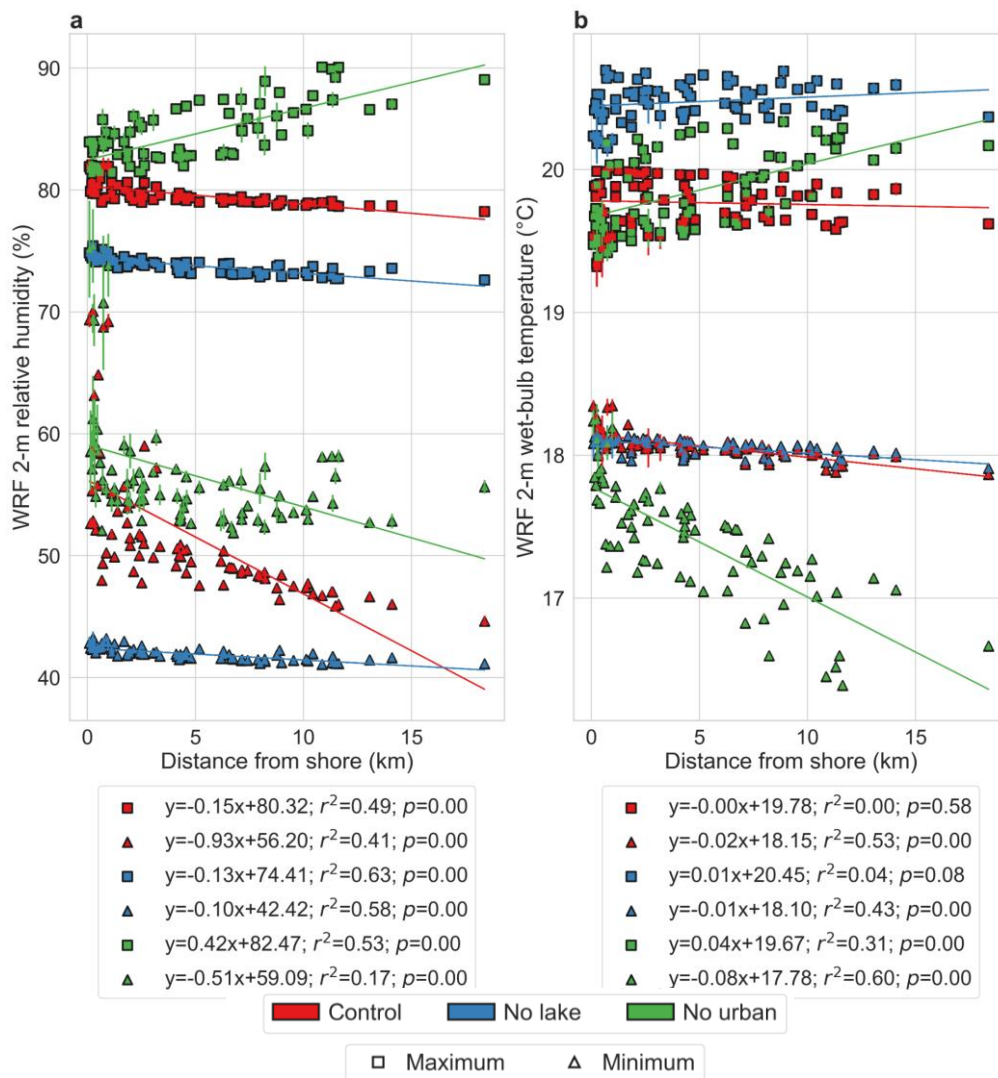 a
WRF 2-m relative humidity (%)
90
80
70
60
50
40
0 5 10 15
Distance from shore (km)
y=-0.15x+80.32; r²=0.49; p=0.00
y=-0.93x+56.20; r²=0.41; p=0.00
y=-0.13x+74.41; r²=0.63; p=0.00
y=-0.10x+42.42; r²=0.58; p=0.00
y=0.42x+82.47; r²=0.53; p=0.00
y=-0.51x+59.09; r²=0.17; p=0.00
b
WRF 2-m wet-bulb temperature (°C)
20
19
18
17
0 5 10 15
Distance from shore (km)
y=-0.00x+19.78; r²=0.00; p=0.58
y=-0.02x+18.15; r²=0.53; p=0.00
y=0.01x+20.45; r²=0.04; p=0.08
y=-0.01x+18.10; r²=0.43; p=0.00
y=0.04x+19.67; r²=0.31; p=0.00
y=-0.08x+17.78; r²=0.60; p=0.00
Control No lake No urban
Maximum Minimum